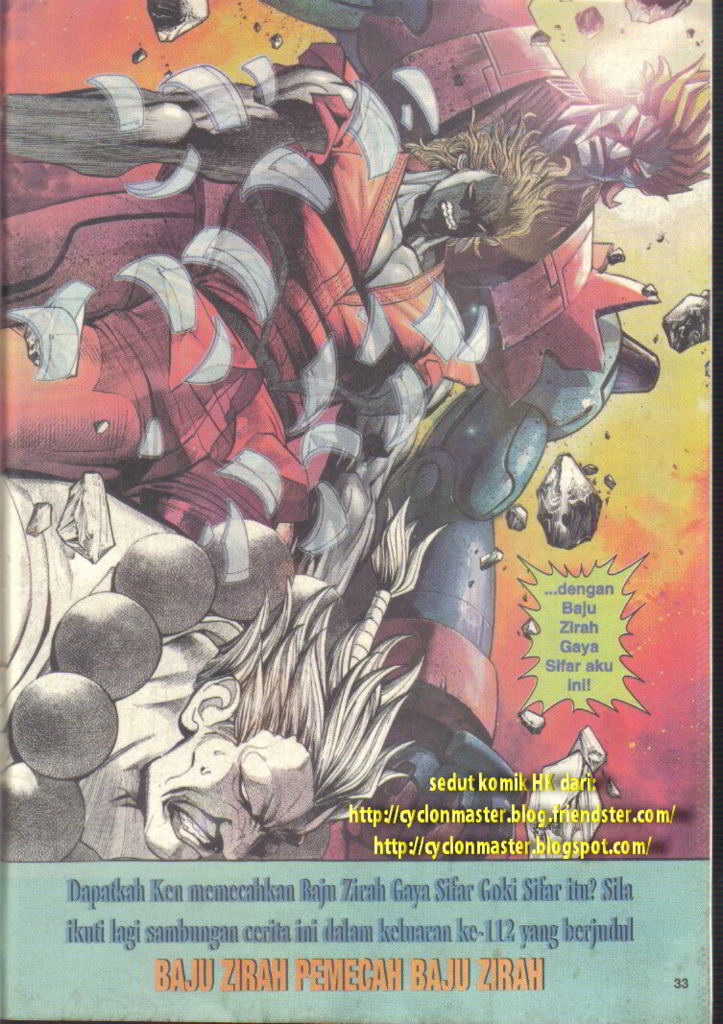 ...dengan
Baju
Zirah
Gaya
Sifar aku
ini!
sedut komik HK dari:
http://cyclonmaster.blog.friendster.com/
http://cyclonmaster.blogspot.com/
Dapatkah Ken memecahkan Baju Zirah Gaya Sifar Goki Sifar itu? Sila
ikuti lagi sambungan cerita ini dalam keluaran ke-112 yang berjudul
BAJU ZIRAH PEMECAH BAJU ZIRAH
33